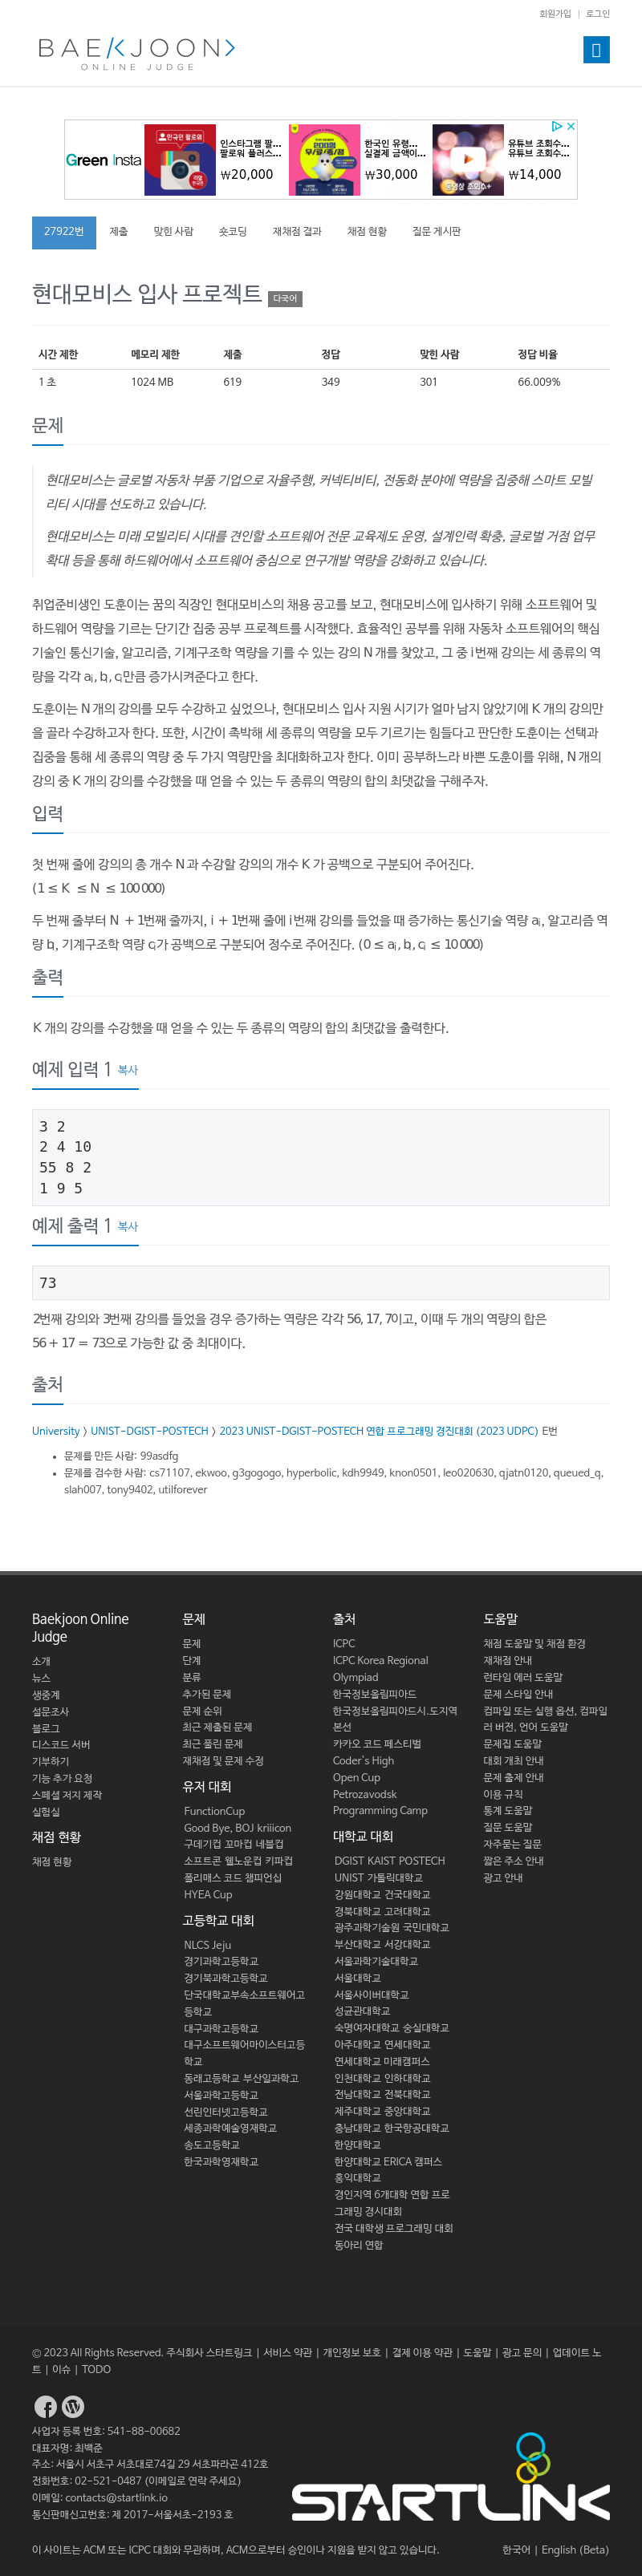 회원가입 | 로그인
BAEKJOON>
ONLINE JUDGE
Green Insta
인스타그램 팔...
팔로워 플러스...
₩20,000
한국인 유령...
실결제 금액이...
₩30,000
유튜브 조회수...
유튜브 조회수...
₩14,000
27922번 제출 맞힌 사람 숏코딩 재채점 결과 채점 현황 질문 게시판
현대모비스 입사 프로젝트 다국어
시간 제한 메모리 제한 제출 정답 맞힌 사람 정답 비율
1 초 1024 MB 619 349 301 66.009%
문제
현대모비스는 글로벌 자동차 부품 기업으로 자율주행, 커넥티비티, 전동화 분야에 역량을 집중해 스마트 모빌
리티 시대를 선도하고 있습니다.
현대모비스는 미래 모빌리티 시대를 견인할 소프트웨어 전문 교육제도 운영, 설계인력 확충, 글로벌 거점 업무
확대 등을 통해 하드웨어에서 소프트웨어 중심으로 연구개발 역량을 강화하고 있습니다.
취업준비생인 도훈이는 꿈의 직장인 현대모비스의 채용 공고를 보고, 현대모비스에 입사하기 위해 소프트웨어 및
하드웨어 역량을 기르는 단기간 집중 공부 프로젝트를 시작했다. 효율적인 공부를 위해 자동차 소프트웨어의 핵심
기술인 통신기술, 알고리즘, 기계구조학 역량을 기를 수 있는 강의 N개를 찾았고, 그 중 i번째 강의는 세 종류의 역
량을 각각 aᵢ, bᵢ, cᵢ만큼 증가시켜준다고 한다.
도훈이는 N개의 강의를 모두 수강하고 싶었으나, 현대모비스 입사 지원 시기가 얼마 남지 않았기에 K개의 강의만
을 골라 수강하고자 한다. 또한, 시간이 촉박해 세 종류의 역량을 모두 기르기는 힘들다고 판단한 도훈이는 선택과
집중을 통해 세 종류의 역량 중 두 가지 역량만을 최대화하고자 한다. 이미 공부하느라 바쁜 도훈이를 위해, N개의
강의 중 K개의 강의를 수강했을 때 얻을 수 있는 두 종류의 역량의 합의 최댓값을 구해주자.
입력
첫 번째 줄에 강의의 총 개수 N과 수강할 강의의 개수 K가 공백으로 구분되어 주어진다.
(1 ≤ K ≤ N ≤ 100 000)
두 번째 줄부터 N + 1번째 줄까지, i + 1번째 줄에 i번째 강의를 들었을 때 증가하는 통신기술 역량 aᵢ, 알고리즘 역
량 bᵢ, 기계구조학 역량 cᵢ가 공백으로 구분되어 정수로 주어진다. (0 ≤ aᵢ, bᵢ, cᵢ ≤ 10 000)
출력
K개의 강의를 수강했을 때 얻을 수 있는 두 종류의 역량의 합의 최댓값을 출력한다.
예제 입력 1 복사
3 2
2 4 10
55 8 2
1 9 5
예제 출력 1 복사
73
2번째 강의와 3번째 강의를 들었을 경우 증가하는 역량은 각각 56, 17, 7이고, 이때 두 개의 역량의 합은
56 + 17 = 73으로 가능한 값 중 최대이다.
출처
University > UNIST-DGIST-POSTECH > 2023 UNIST-DGIST-POSTECH 연합 프로그래밍 경진대회 (2023 UDPC) E번
• 문제를 만든 사람: 99asdfg
• 문제를 검수한 사람: cs71107, ekwoo, g3gogogo, hyperbolic, kdh9949, knon0501, leo020630, qjatn0120, queued_q,
slah007, tony9402, utilforever
Baekjoon Online
Judge
소개
뉴스
생중계
설문조사
블로그
디스코드 서버
기부하기
기능 추가 요청
스페셜 저지 제작
실험실
채점 현황
채점 현황
문제
문제
단계
분류
추가된 문제
문제 순위
최근 제출된 문제
최근 풀린 문제
재채점 및 문제 수정
유저 대회
FunctionCup
Good Bye, BOJ kriiicon
구데기컵 꼬마컵 네블컵
소프트콘 웰노운컵 키파컵
폴리매스 코드 챔피언십
HYEA Cup
고등학교 대회
NLCS Jeju
경기과학고등학교
경기북과학고등학교
단국대학교부속소프트웨어고
등학교
대구과학고등학교
대구소프트웨어마이스터고등
학교
동래고등학교 부산일과학고
서울과학고등학교
선린인터넷고등학교
세종과학예술영재학교
송도고등학교
한국과학영재학교
출처
ICPC
ICPC Korea Regional
Olympiad
한국정보올림피아드
한국정보올림피아드시.도지역
본선
카카오 코드 페스티벌
Coder's High
Open Cup
Petrozavodsk
Programming Camp
대학교 대회
DGIST KAIST POSTECH
UNIST 가톨릭대학교
강원대학교 건국대학교
경북대학교 고려대학교
광주과학기술원 국민대학교
부산대학교 서강대학교
서울과학기술대학교
서울대학교
서울사이버대학교
성균관대학교
숙명여자대학교 숭실대학교
아주대학교 연세대학교
연세대학교 미래캠퍼스
인천대학교 인하대학교
전남대학교 전북대학교
제주대학교 중앙대학교
충남대학교 한국항공대학교
한양대학교
한양대학교 ERICA 캠퍼스
홍익대학교
경인지역 6개대학 연합 프로
그래밍 경시대회
전국 대학생 프로그래밍 대회
동아리 연합
도움말
채점 도움말 및 채점 환경
재채점 안내
런타임 에러 도움말
문제 스타일 안내
컴파일 또는 실행 옵션, 컴파일
러 버전, 언어 도움말
문제집 도움말
대회 개최 안내
문제 출제 안내
이용 규칙
통계 도움말
질문 도움말
자주묻는 질문
짧은 주소 안내
광고 안내
© 2023 All Rights Reserved. 주식회사 스타트링크 | 서비스 약관 | 개인정보 보호 | 결제 이용 약관 | 도움말 | 광고 문의 | 업데이트 노
트 | 이슈 | TODO
사업자 등록 번호: 541-88-00682
대표자명: 최백준
주소: 서울시 서초구 서초대로74길 29 서초파라곤 412호
전화번호: 02-521-0487 (이메일로 연락 주세요)
이메일: contacts@startlink.io
통신판매신고번호: 제 2017-서울서초-2193 호
STARTLINK
이 사이트는 ACM 또는 ICPC 대회와 무관하며, ACM으로부터 승인이나 지원을 받지 않고 있습니다.
한국어 | English (Beta)